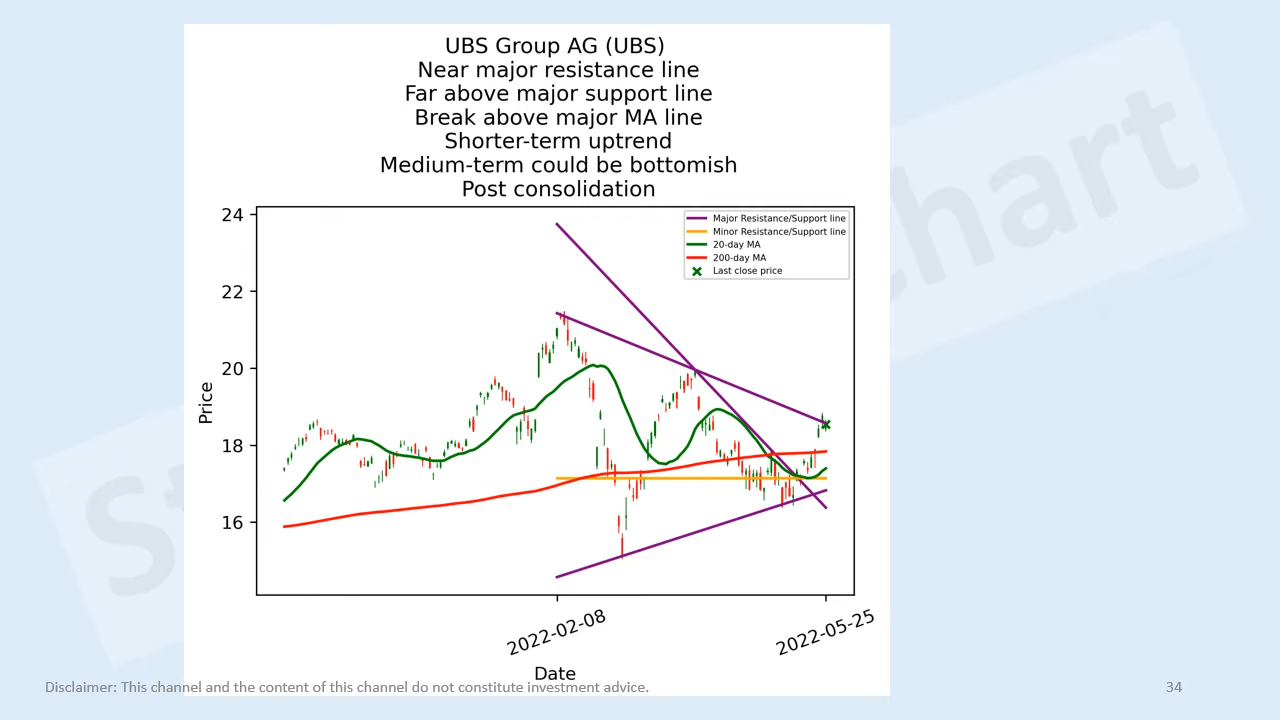 UBS Group AG (UBS)
Near major resistance line
Far above major support line
Break above major MA line
Shorter-term uptrend
Medium-term could be bottomish
Post consolidation
24
22
20
18
16
Price
Major Resistance/Support line
Minor Resistance/Support line
20-day MA
200-day MA
Last close price
2022-02-08
2022-05-25
Date
Disclaimer: This channel and the content of this channel do not constitute investment advice.
34